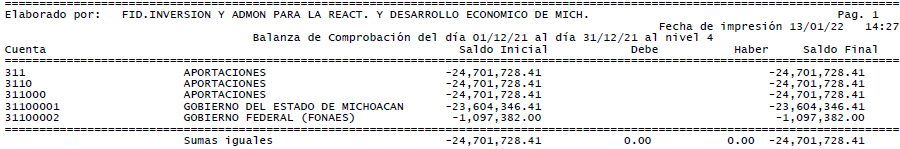 Elaborado por: FID.INVERSION Y ADMON PARA LA REACT. Y DESARROLLO ECONOMICO DE MICH. Pag. 1
Fecha de impresión 13/01/22 14:27
Balanza de Comprobación del día 01/12/21 al día 31/12/21 al nivel 4
Cuenta Saldo Inicial Debe Haber Saldo Final
311 APORTACIONES -24,701,728.41 -24,701,728.41
3110 APORTACIONES -24,701,728.41 -24,701,728.41
311000 APORTACIONES -24,701,728.41 -24,701,728.41
31100001 GOBIERNO DEL ESTADO DE MICHOACAN -23,604,346.41 -23,604,346.41
31100002 GOBIERNO FEDERAL (FONAES) -1,097,382.00 -1,097,382.00
Sumas iguales -24,701,728.41 0.00 0.00 -24,701,728.41